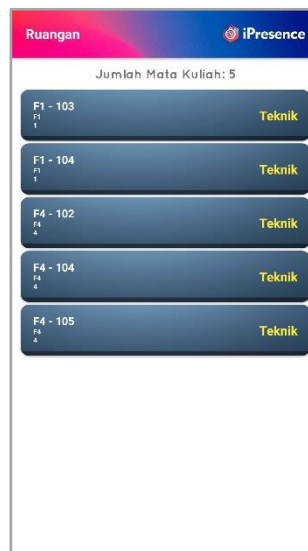 Ruangan
iPresence
Jumlah Mata Kuliah: 5
F1 - 103
F1
1
Teknik
F1 - 104
F1
1
Teknik
F4 - 102
F4
4
Teknik
F4 - 104
F4
4
Teknik
F4 - 105
F4
4
Teknik